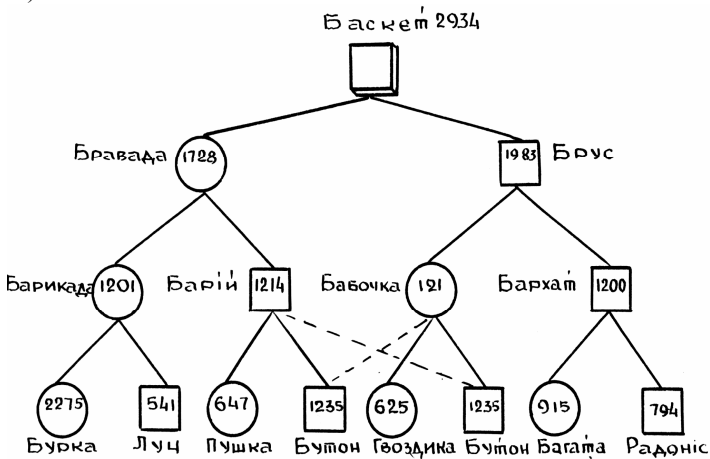 Баскет 2934
Бравада 1728 1983 Брус
Барикада 1201 Барій 1214 Бабочка 121 Бархат 1200
2275 541 647 1235 625 1235 915 794
Бурка Луч Пушка Бутон Гвоздика Бутон Багата Радоніс